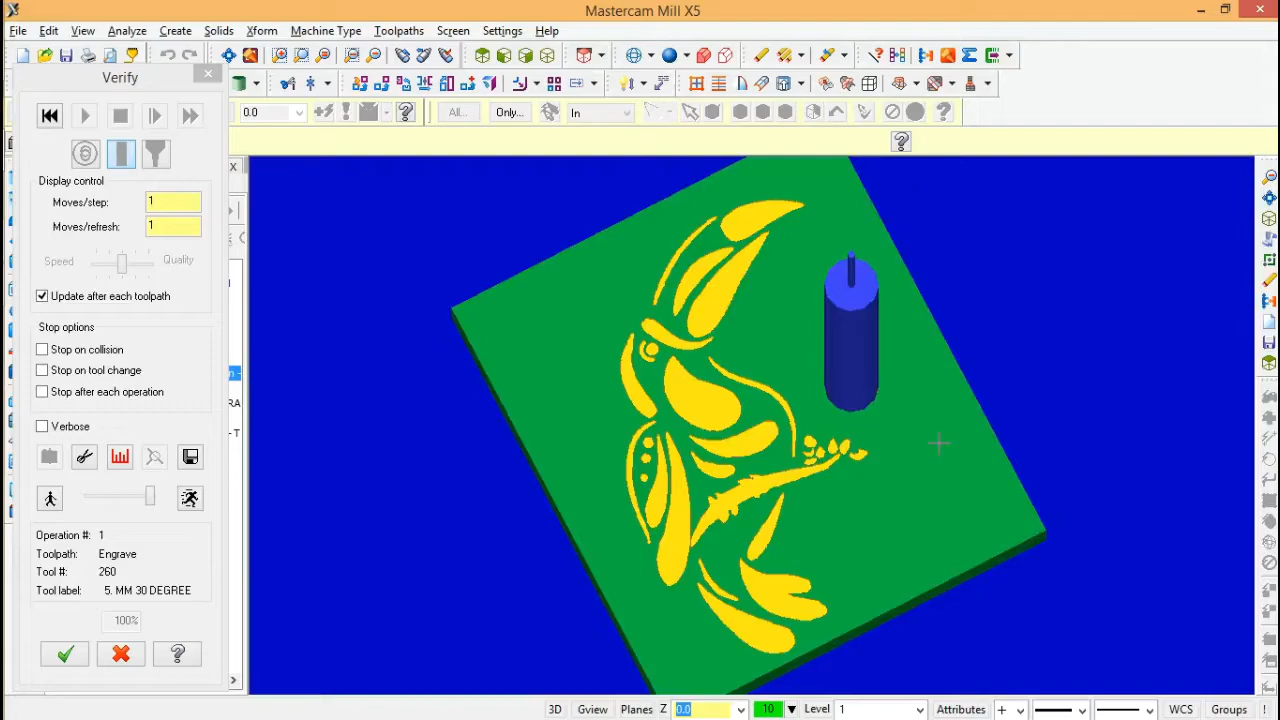 Mastercam Mill X5
File Edit View Analyze Create Solids Xform Machine Type Toolpaths Screen Settings Help
Verify
0.0 All... Only... In
X
Display control
Moves/step: 1
Moves/refresh: 1
Speed Quality
Update after each toolpath
Stop options
Stop on collision
Stop on tool change
Stop after each operation
RA
Verbose
- T
Operation #: 1
Toolpath: Engrave
Tool #: 260
Tool label: 5. MM 30 DEGREE
100%
3D Gview Planes Z 0.0 10 Level 1 Attributes WCS Groups !